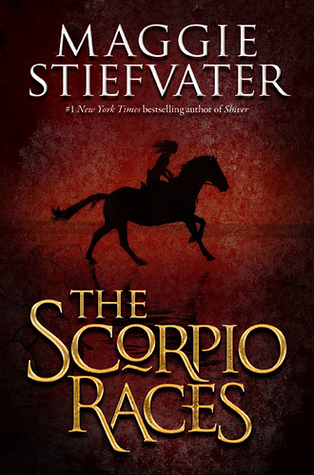 MAGGIE
STIEFVATER
#1 New York Times bestselling author of Shiver
THE
SCORPIO
RACES